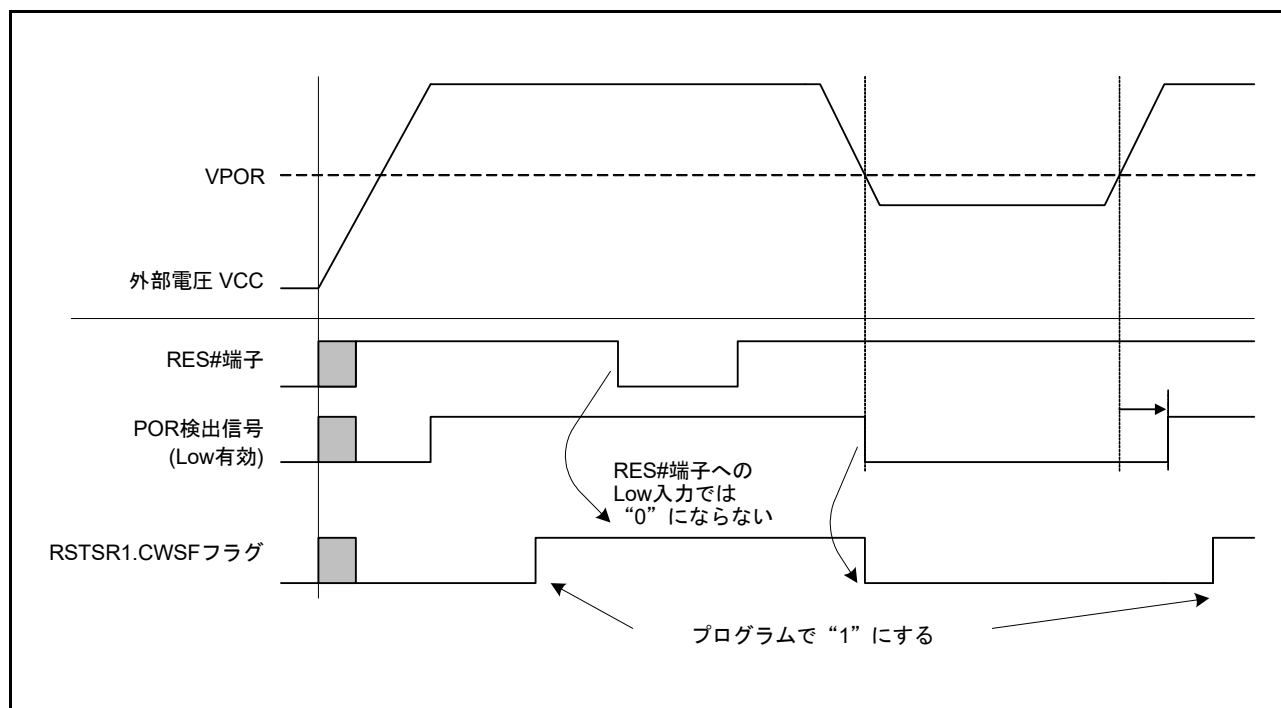 VPOR
外部電圧 VCC
RES#端子
POR検出信号
(Low有効)
RES#端子への
Low入力では
“0”にならない
RSTSR1.CWSFフラグ
プログラムで“1”にする